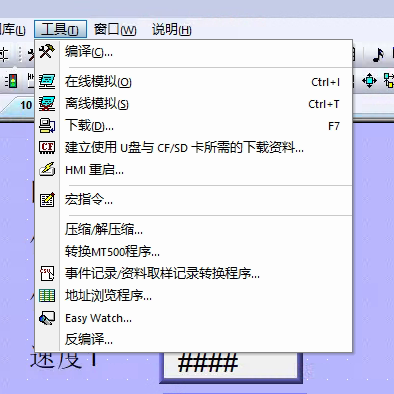 库(L) 工具(T) 窗口(W) 说明(H)
编译(C)...
在线模拟(O) Ctrl+I
离线模拟(S) Ctrl+T
下载(D)... F7
建立使用 U盘与 CF/SD 卡所需的下载资料...
HMI 重启...
宏指令...
压缩/解压缩...
转换MT500程序...
事件记录/资料取样记录转换程序...
地址浏览程序...
Easy Watch...
反编译...
10
速度 1
####